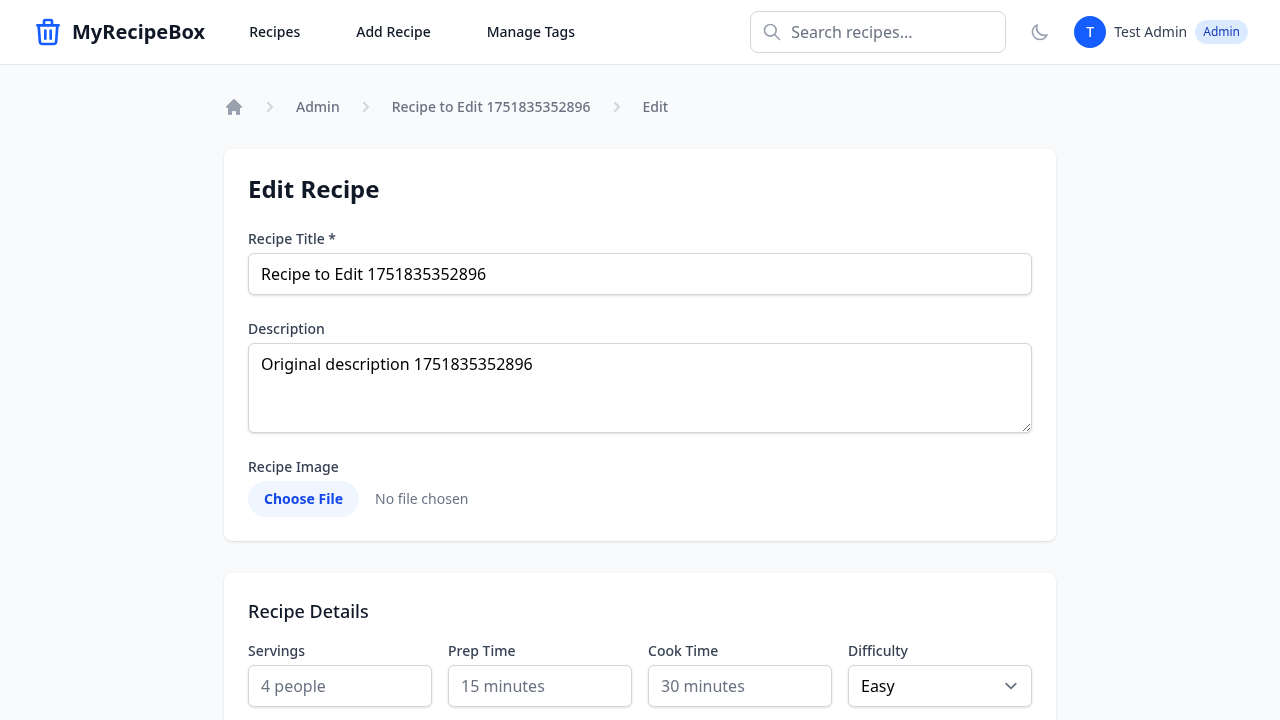 MyRecipeBox Recipes Add Recipe Manage Tags Search recipes... T Test Admin Admin
Admin Recipe to Edit 1751835352896 Edit
Edit Recipe
Recipe Title *
Recipe to Edit 1751835352896
Description
Original description 1751835352896
Recipe Image
Choose File No file chosen
Recipe Details
Servings Prep Time Cook Time Difficulty
4 people 15 minutes 30 minutes Easy